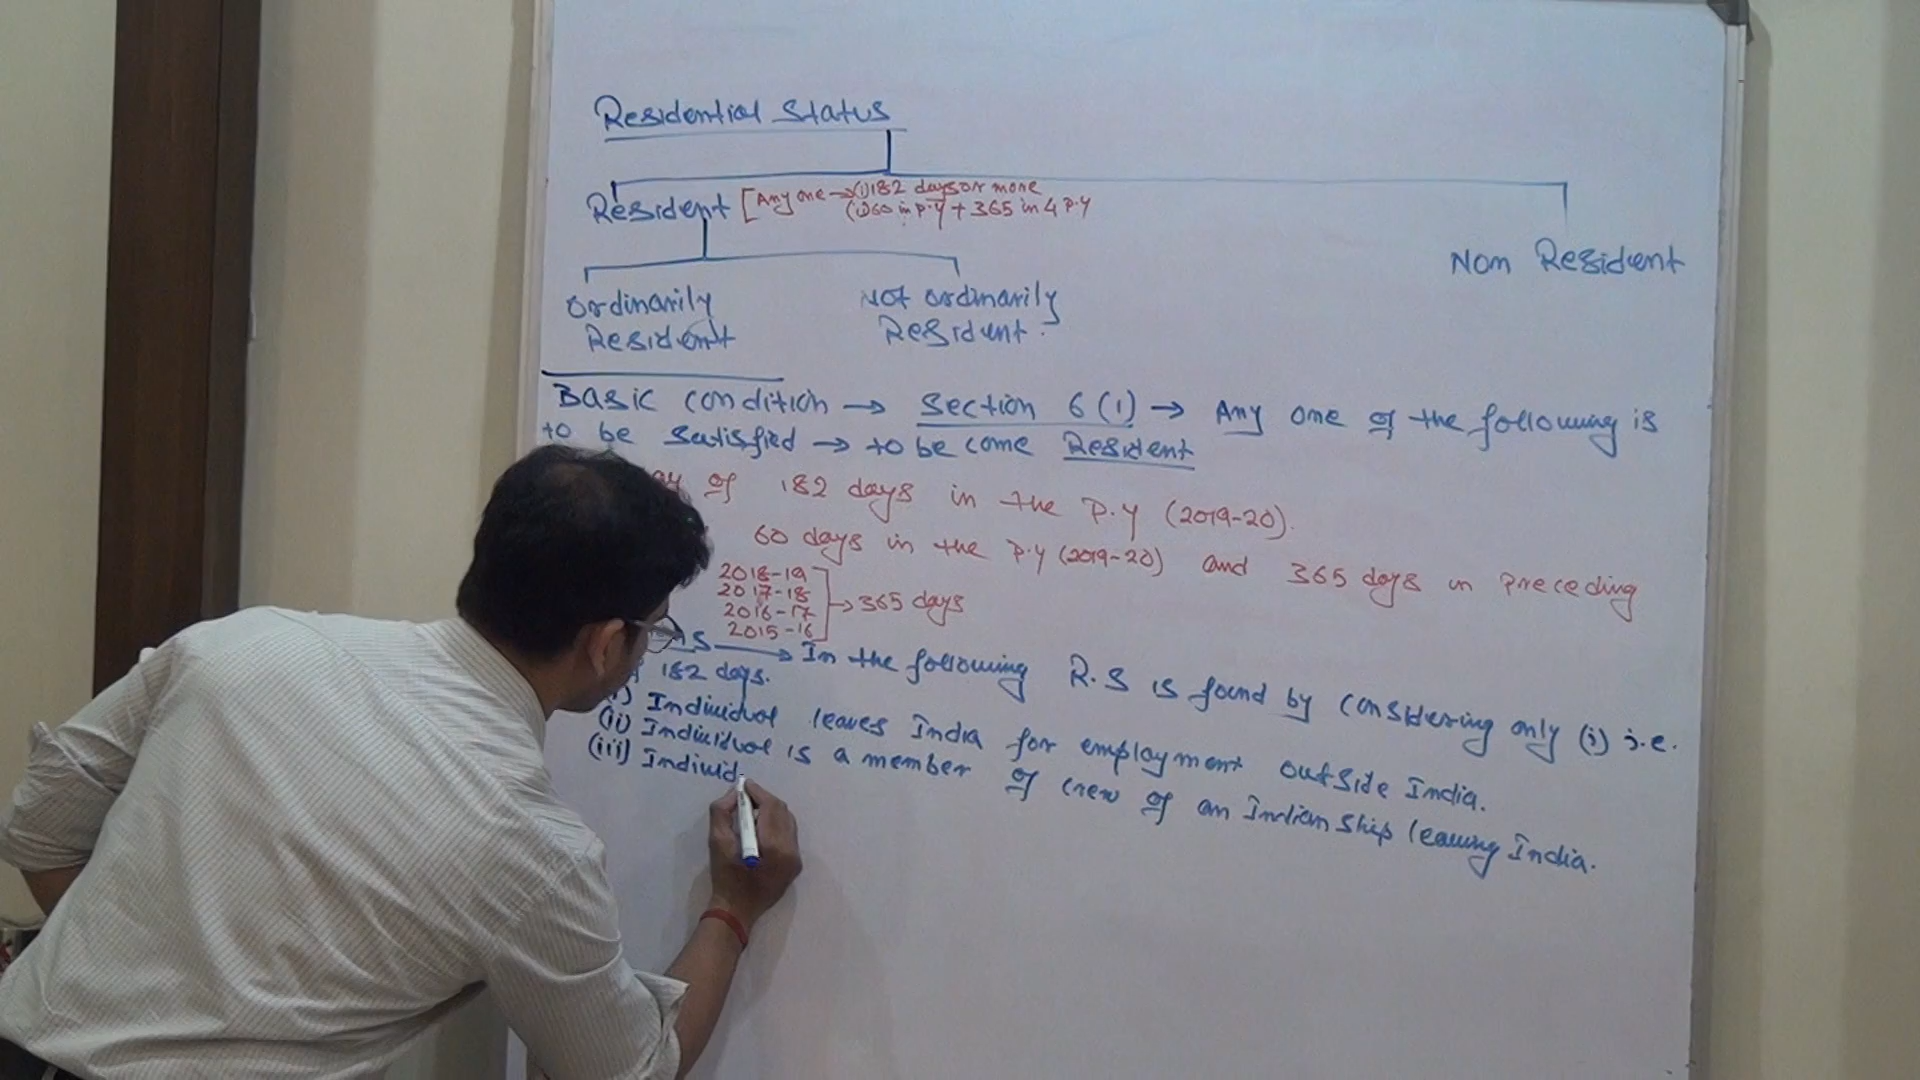 Residential Status
Resident [Any one → (i) 182 days or more
(ii) 60 in p.y + 365 in 4 p.y
Non Resident
Ordinarily
Resident
Not ordinarily
Resident.
Basic condition → Section 6(1) → Any one of the following is
to be satisfied → to be come Resident
of 182 days in the P.Y (2019-20).
60 days in the P.Y (2019-20) and 365 days in preceding
2018-19
2017-18
2016-17
2015-16
→ 365 days
→ In the following R.S is found by considering only (i) i.e.
182 days.
(i) Individual leaves India for employment outside India.
(ii) Individual is a member of crew of an Indian ship leaving India.
(iii) Individ